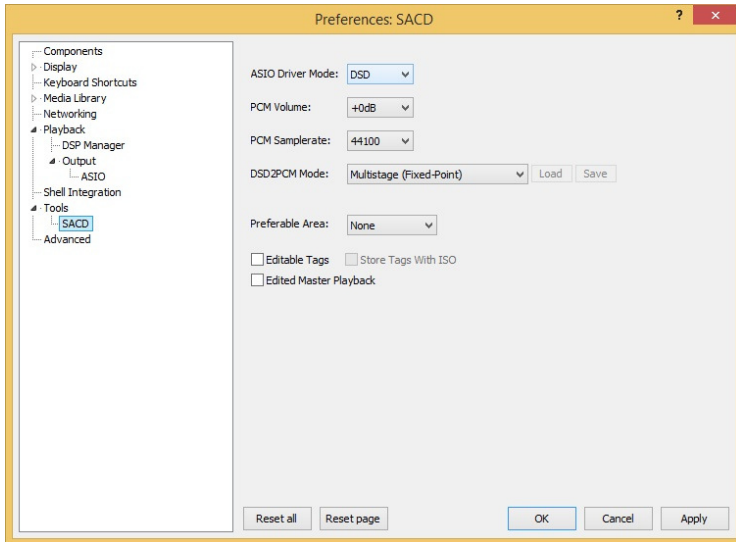 Preferences: SACD
?
×
Components
Display
Keyboard Shortcuts
Media Library
Networking
Playback
DSP Manager
Output
ASIO
Shell Integration
Tools
SACD
Advanced
ASIO Driver Mode: DSD
PCM Volume: +0dB
PCM Samplerate: 44100
DSD2PCM Mode: Multistage (Fixed-Point) Load Save
Preferable Area: None
Editable Tags Store Tags With ISO
Edited Master Playback
Reset all Reset page OK Cancel Apply